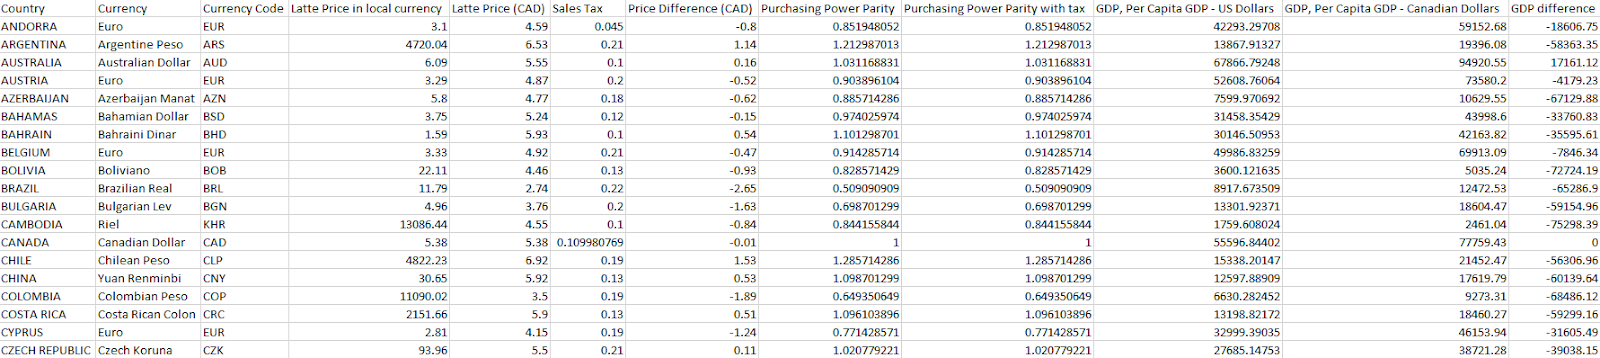 Country Currency Currency Code Latte Price in local currency Latte Price (CAD) Sales Tax Price Difference (CAD) Purchasing Power Parity Purchasing Power Parity with tax GDP, Per Capita GDP - US Dollars GDP, Per Capita GDP - Canadian Dollars GDP difference
ANDORRA Euro EUR 3.1 4.59 0.045 -0.8 0.851948052 0.851948052 42293.29708 59152.68 -18606.75
ARGENTINA Argentine Peso ARS 4720.04 6.53 0.21 1.14 1.212987013 1.212987013 13867.91327 19396.08 -58363.35
AUSTRALIA Australian Dollar AUD 6.09 5.55 0.1 0.16 1.031168831 1.031168831 67866.79248 94920.55 17161.12
AUSTRIA Euro EUR 3.29 4.87 0.2 -0.52 0.903896104 0.903896104 52608.76064 73580.2 -4179.23
AZERBAIJAN Azerbaijan Manat AZN 5.8 4.77 0.18 -0.62 0.885714286 0.885714286 7599.970692 10629.55 -67129.88
BAHAMAS Bahamian Dollar BSD 3.75 5.24 0.12 -0.15 0.974025974 0.974025974 31458.35429 43998.6 -33760.83
BAHRAIN Bahraini Dinar BHD 1.59 5.93 0.1 0.54 1.101298701 1.101298701 30146.50953 42163.82 -35595.61
BELGIUM Euro EUR 3.33 4.92 0.21 -0.47 0.914285714 0.914285714 49986.83259 69913.09 -7846.34
BOLIVIA Boliviano BOB 22.11 4.46 0.13 -0.93 0.828571429 0.828571429 3600.121635 5035.24 -72724.19
BRAZIL Brazilian Real BRL 11.79 2.74 0.22 -2.65 0.509090909 0.509090909 8917.673509 12472.53 -65286.9
BULGARIA Bulgarian Lev BGN 4.96 3.76 0.2 -1.63 0.698701299 0.698701299 13301.92371 18604.47 -59154.96
CAMBODIA Riel KHR 13086.44 4.55 0.1 -0.84 0.844155844 0.844155844 1759.608024 2461.04 -75298.39
CANADA Canadian Dollar CAD 5.38 5.38 0.109980769 -0.01 1 1 55596.84402 77759.43 0
CHILE Chilean Peso CLP 4822.23 6.92 0.19 1.53 1.285714286 1.285714286 15338.20147 21452.47 -56306.96
CHINA Yuan Renminbi CNY 30.65 5.92 0.13 0.53 1.098701299 1.098701299 12597.88909 17619.79 -60139.64
COLOMBIA Colombian Peso COP 11090.02 3.5 0.19 -1.89 0.649350649 0.649350649 6630.282452 9273.31 -68486.12
COSTA RICA Costa Rican Colon CRC 2151.66 5.9 0.13 0.51 1.096103896 1.096103896 13198.82172 18460.27 -59299.16
CYPRUS Euro EUR 2.81 4.15 0.19 -1.24 0.771428571 0.771428571 32999.39035 46153.94 -31605.49
CZECH REPUBLIC Czech Koruna CZK 93.96 5.5 0.21 0.11 1.020779221 1.020779221 27685.14753 38721.28 -39038.15